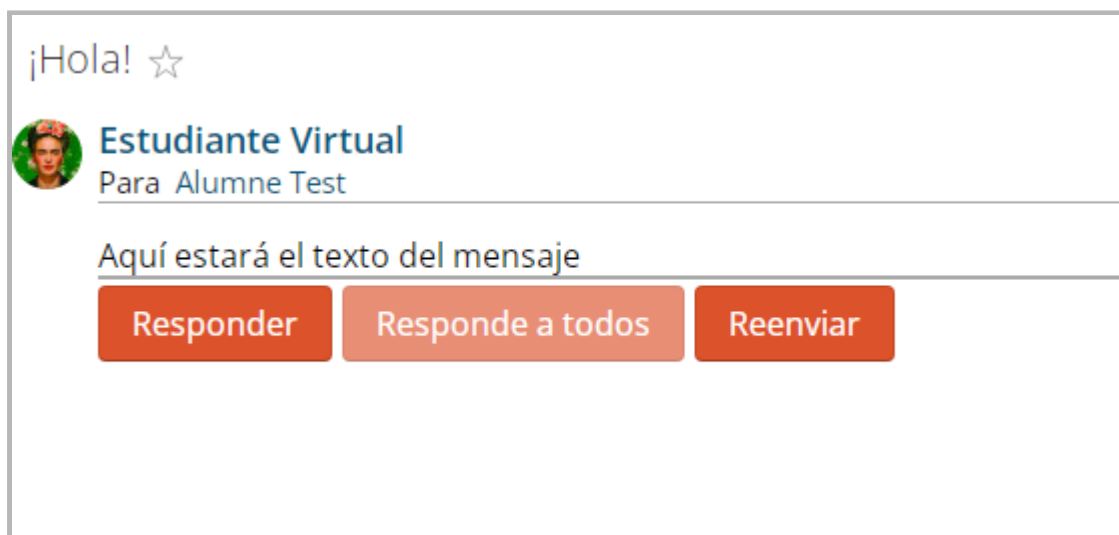 ¡Hola!
Estudiante Virtual
Para Alumne Test
Aquí estará el texto del mensaje
Responder Responde a todos Reenviar